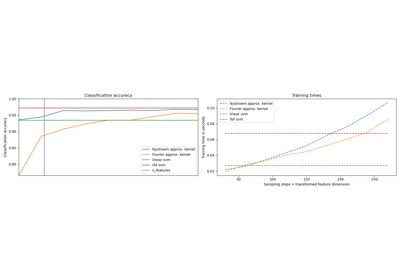 Classification accuracy
1.00
0.95
0.90
0.85
0.80
Classification accuracy
Nystroem approx. kernel
Fourier approx. kernel
linear svm
rbf svm
n_features
Training times
0.10
0.08
0.06
0.04
0.02
Training time in seconds
Nystroem approx. kernel
Fourier approx. kernel
linear svm
rbf svm
50
100
150
200
250
Sampling steps = transformed feature dimension